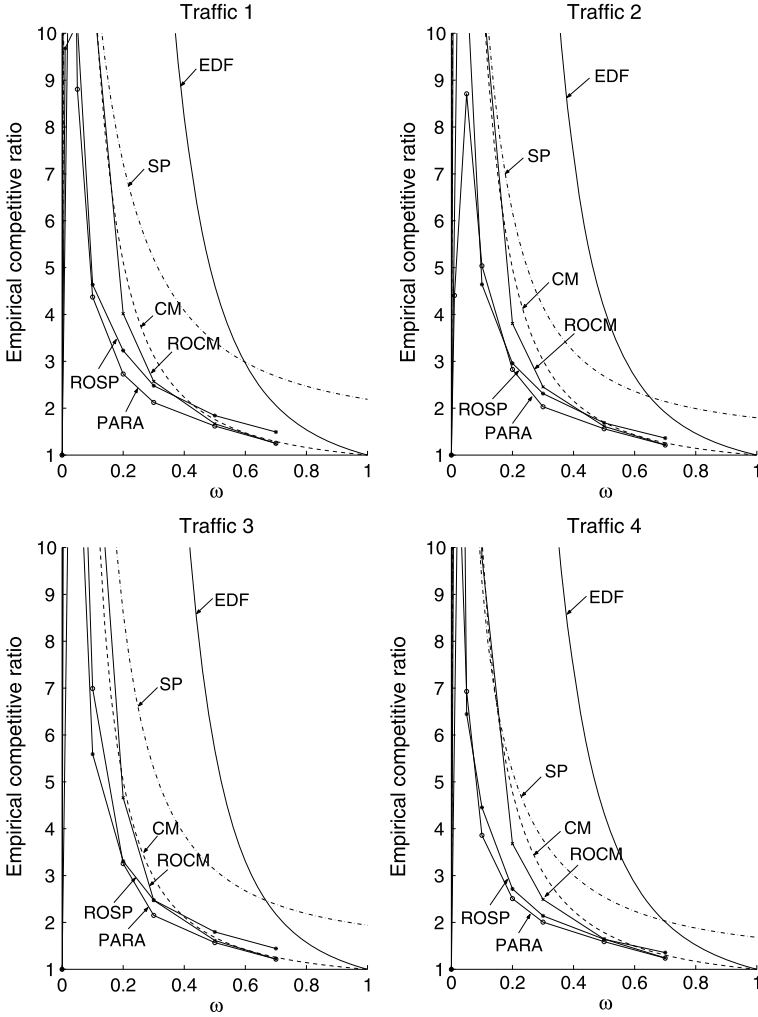 Traffic 1
Empirical competitive ratio
10
9
8
7
6
5
4
3
2
1
EDF
SP
CM
ROCM
ROSP
PARA
0 0.2 0.4 0.6 0.8 1
ω
Traffic 2
Empirical competitive ratio
10
9
8
7
6
5
4
3
2
1
EDF
SP
CM
ROCM
ROSP
PARA
0 0.2 0.4 0.6 0.8 1
ω
Traffic 3
Empirical competitive ratio
10
9
8
7
6
5
4
3
2
1
EDF
SP
CM
ROCM
ROSP
PARA
0 0.2 0.4 0.6 0.8 1
ω
Traffic 4
Empirical competitive ratio
10
9
8
7
6
5
4
3
2
1
EDF
SP
CM
ROCM
ROSP
PARA
0 0.2 0.4 0.6 0.8 1
ω